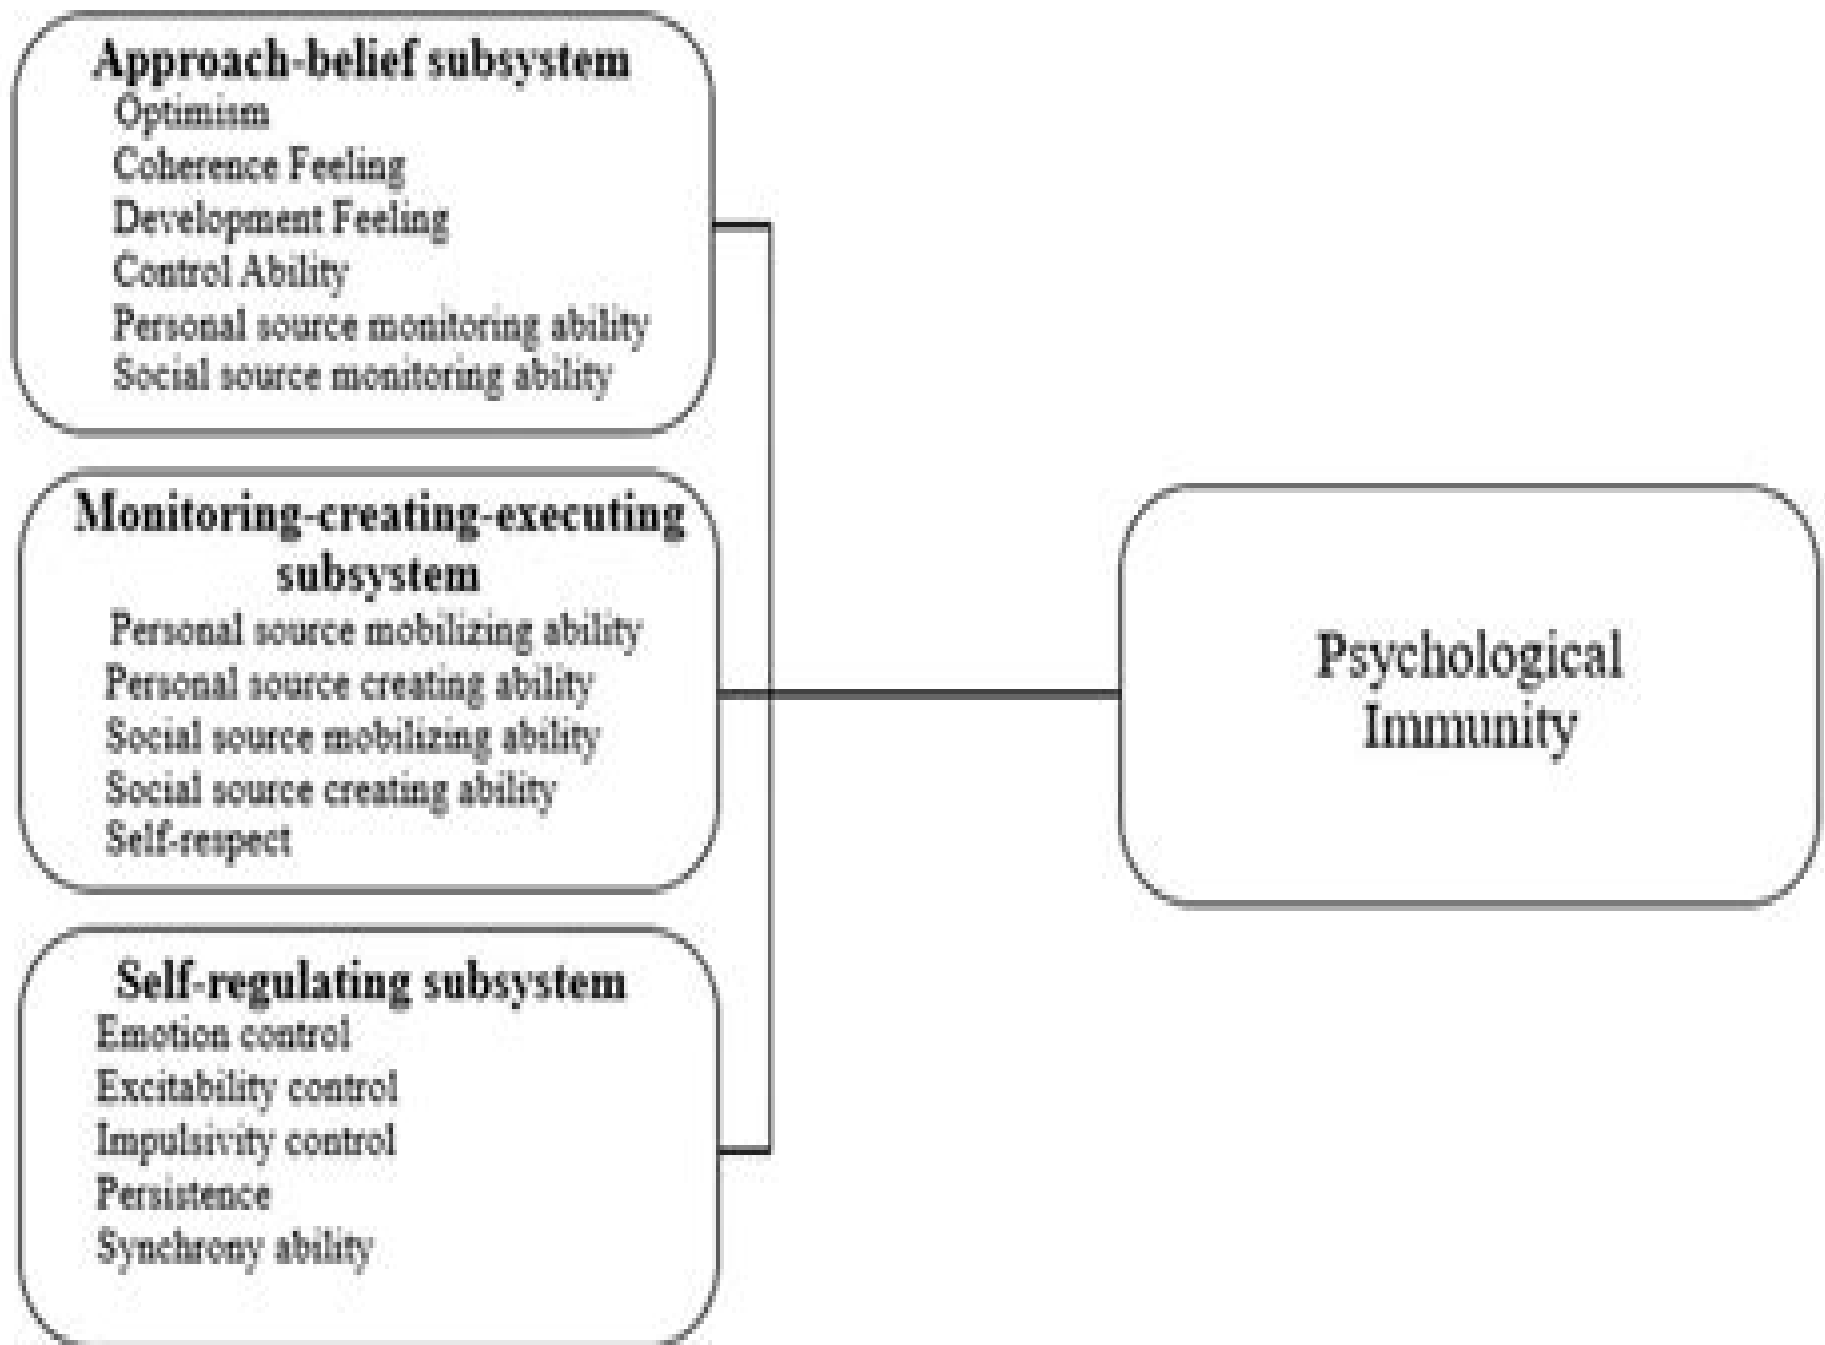 Approach-belief subsystem
Optimism
Coherence Feeling
Development Feeling
Control Ability
Personal source monitoring ability
Social source monitoring ability
Monitoring-creating-executing
subsystem
Personal source mobilizing ability
Personal source creating ability
Social source mobilizing ability
Social source creating ability
Self-respect
Self-regulating subsystem
Emotion control
Excitability control
Impulsivity control
Persistence
Synchrony ability
Psychological
Immunity